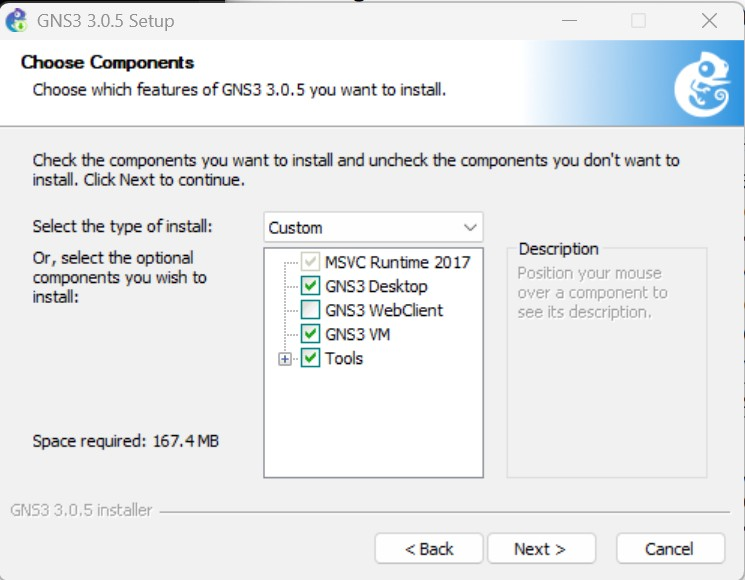 GNS3 3.0.5 Setup
Choose Components
Choose which features of GNS3 3.0.5 you want to install.
Check the components you want to install and uncheck the components you don't want to
install. Click Next to continue.
Select the type of install:
Custom
Or, select the optional
components you wish to
install:
MSVC Runtime 2017
GNS3 Desktop
GNS3 WebClient
GNS3 VM
Tools
Description
Position your mouse
over a component to
see its description.
Space required: 167.4 MB
GNS3 3.0.5 installer
< Back
Next >
Cancel